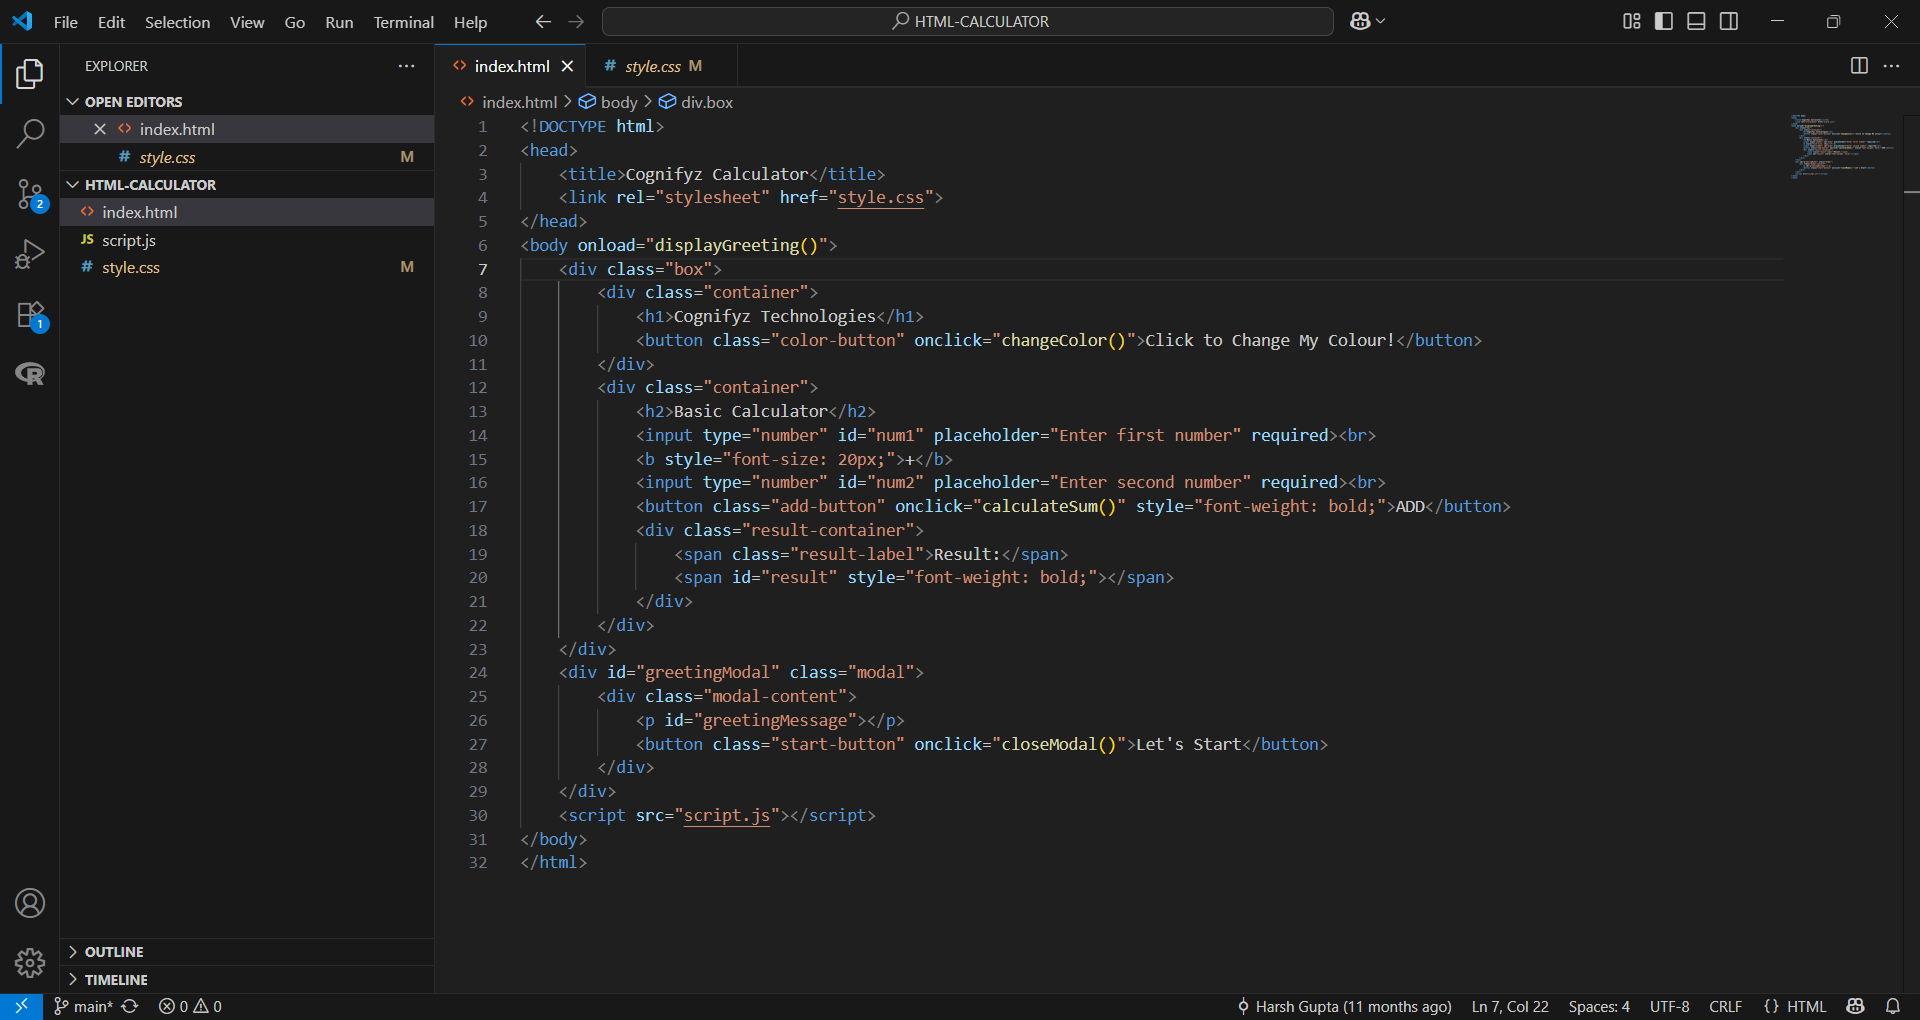 File Edit Selection View Go Run Terminal Help HTML-CALCULATOR
EXPLORER
OPEN EDITORS
index.html
style.css M
HTML-CALCULATOR
index.html
JS script.js
# style.css M
2
1
OUTLINE
TIMELINE
index.html
# style.css M
index.html > body > div.box
1 <!DOCTYPE html>
2 <head>
3 <title>Cognifyz Calculator</title>
4 <link rel="stylesheet" href="style.css">
5 </head>
6 <body onload="displayGreeting()">
7 <div class="box">
8 <div class="container">
9 <h1>Cognifyz Technologies</h1>
10 <button class="color-button" onclick="changeColor()">Click to Change My Colour!</button>
11 </div>
12 <div class="container">
13 <h2>Basic Calculator</h2>
14 <input type="number" id="num1" placeholder="Enter first number" required><br>
15 <b style="font-size: 20px;">+</b>
16 <input type="number" id="num2" placeholder="Enter second number" required><br>
17 <button class="add-button" onclick="calculateSum()" style="font-weight: bold;">ADD</button>
18 <div class="result-container">
19 <span class="result-label">Result:</span>
20 <span id="result" style="font-weight: bold;"></span>
21 </div>
22 </div>
23 </div>
24 <div id="greetingModal" class="modal">
25 <div class="modal-content">
26 <p id="greetingMessage"></p>
27 <button class="start-button" onclick="closeModal()">Let's Start</button>
28 </div>
29 </div>
30 <script src="script.js"></script>
31 </body>
32 </html>
main* 0 0 Harsh Gupta (11 months ago) Ln 7, Col 22 Spaces: 4 UTF-8 CRLF {} HTML